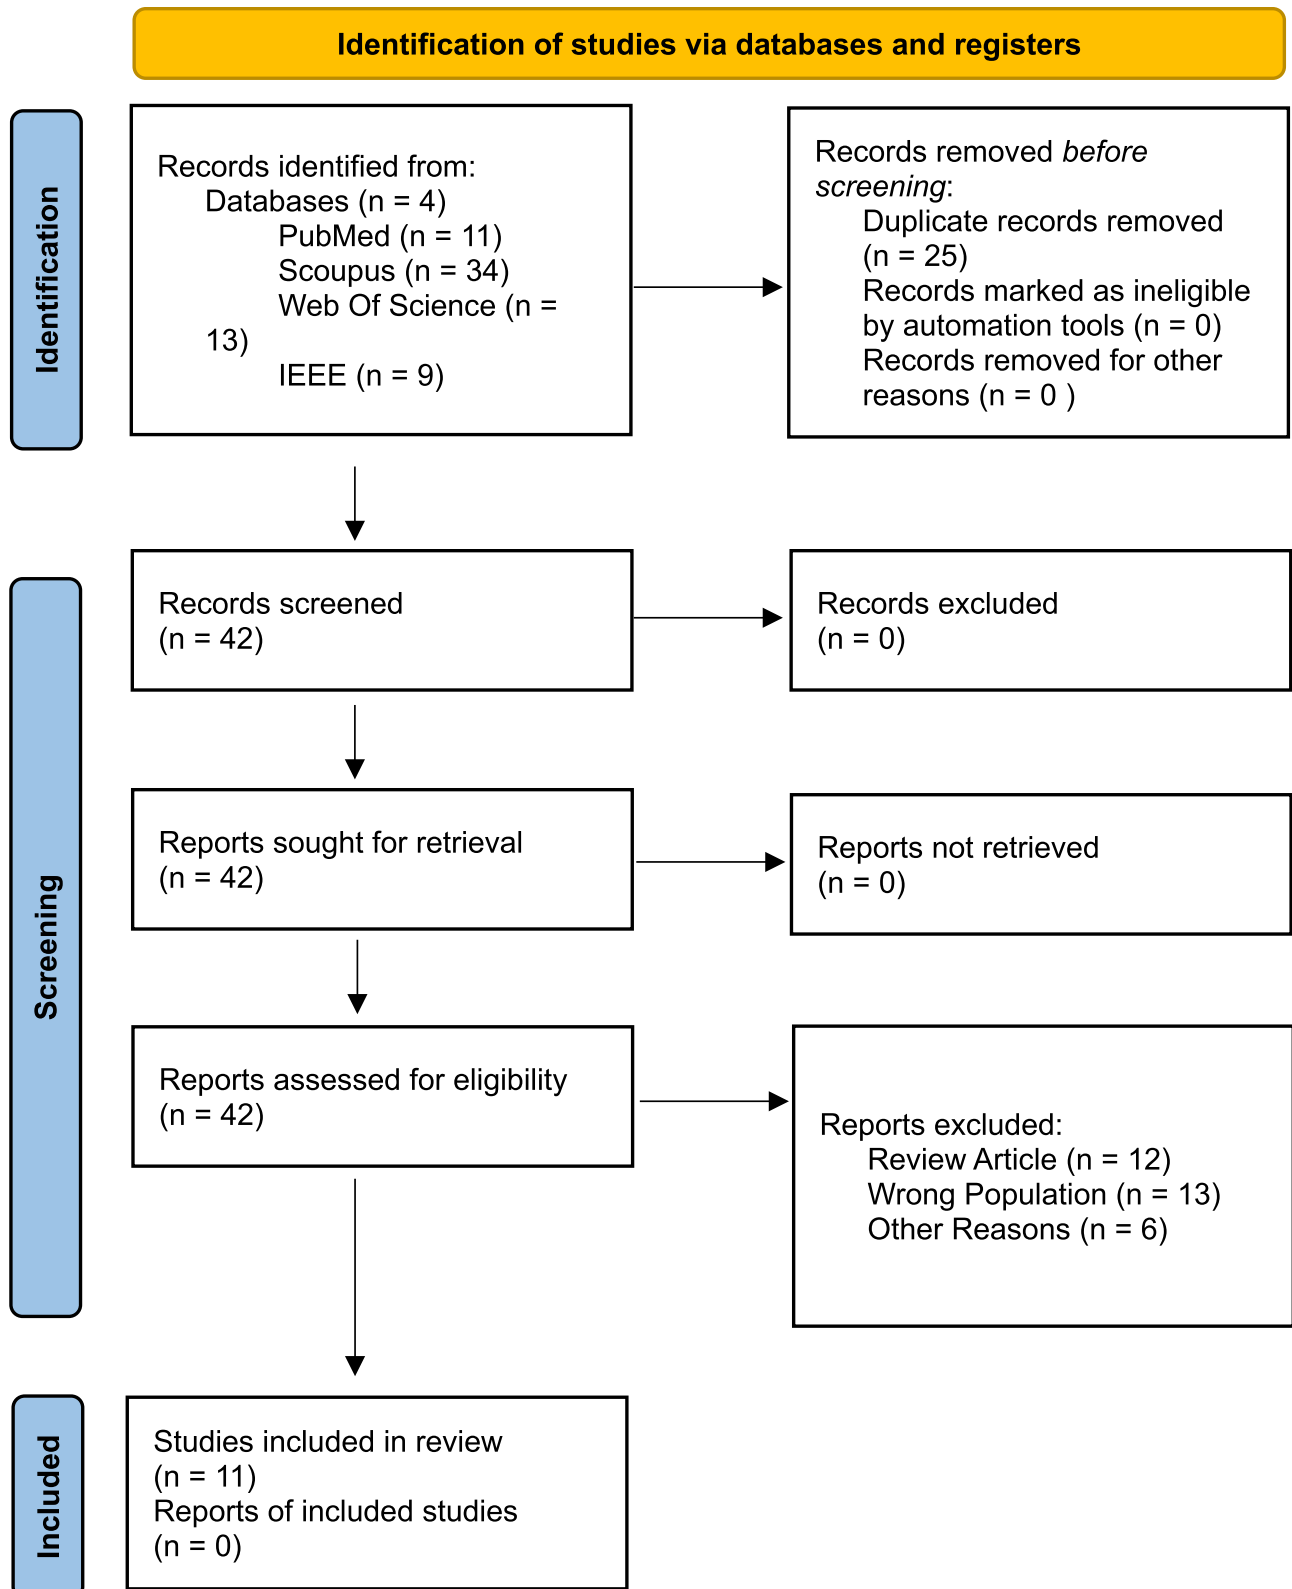 Identification of studies via databases and registers
Identification
Records identified from:
Databases (n = 4)
PubMed (n = 11)
Scoupus (n = 34)
Web Of Science (n =
13)
IEEE (n = 9)
Records removed before
screening:
Duplicate records removed
(n = 25)
Records marked as ineligible
by automation tools (n = 0)
Records removed for other
reasons (n = 0 )
Screening
Records screened
(n = 42)
Records excluded
(n = 0)
Reports sought for retrieval
(n = 42)
Reports not retrieved
(n = 0)
Reports assessed for eligibility
(n = 42)
Reports excluded:
Review Article (n = 12)
Wrong Population (n = 13)
Other Reasons (n = 6)
Included
Studies included in review
(n = 11)
Reports of included studies
(n = 0)